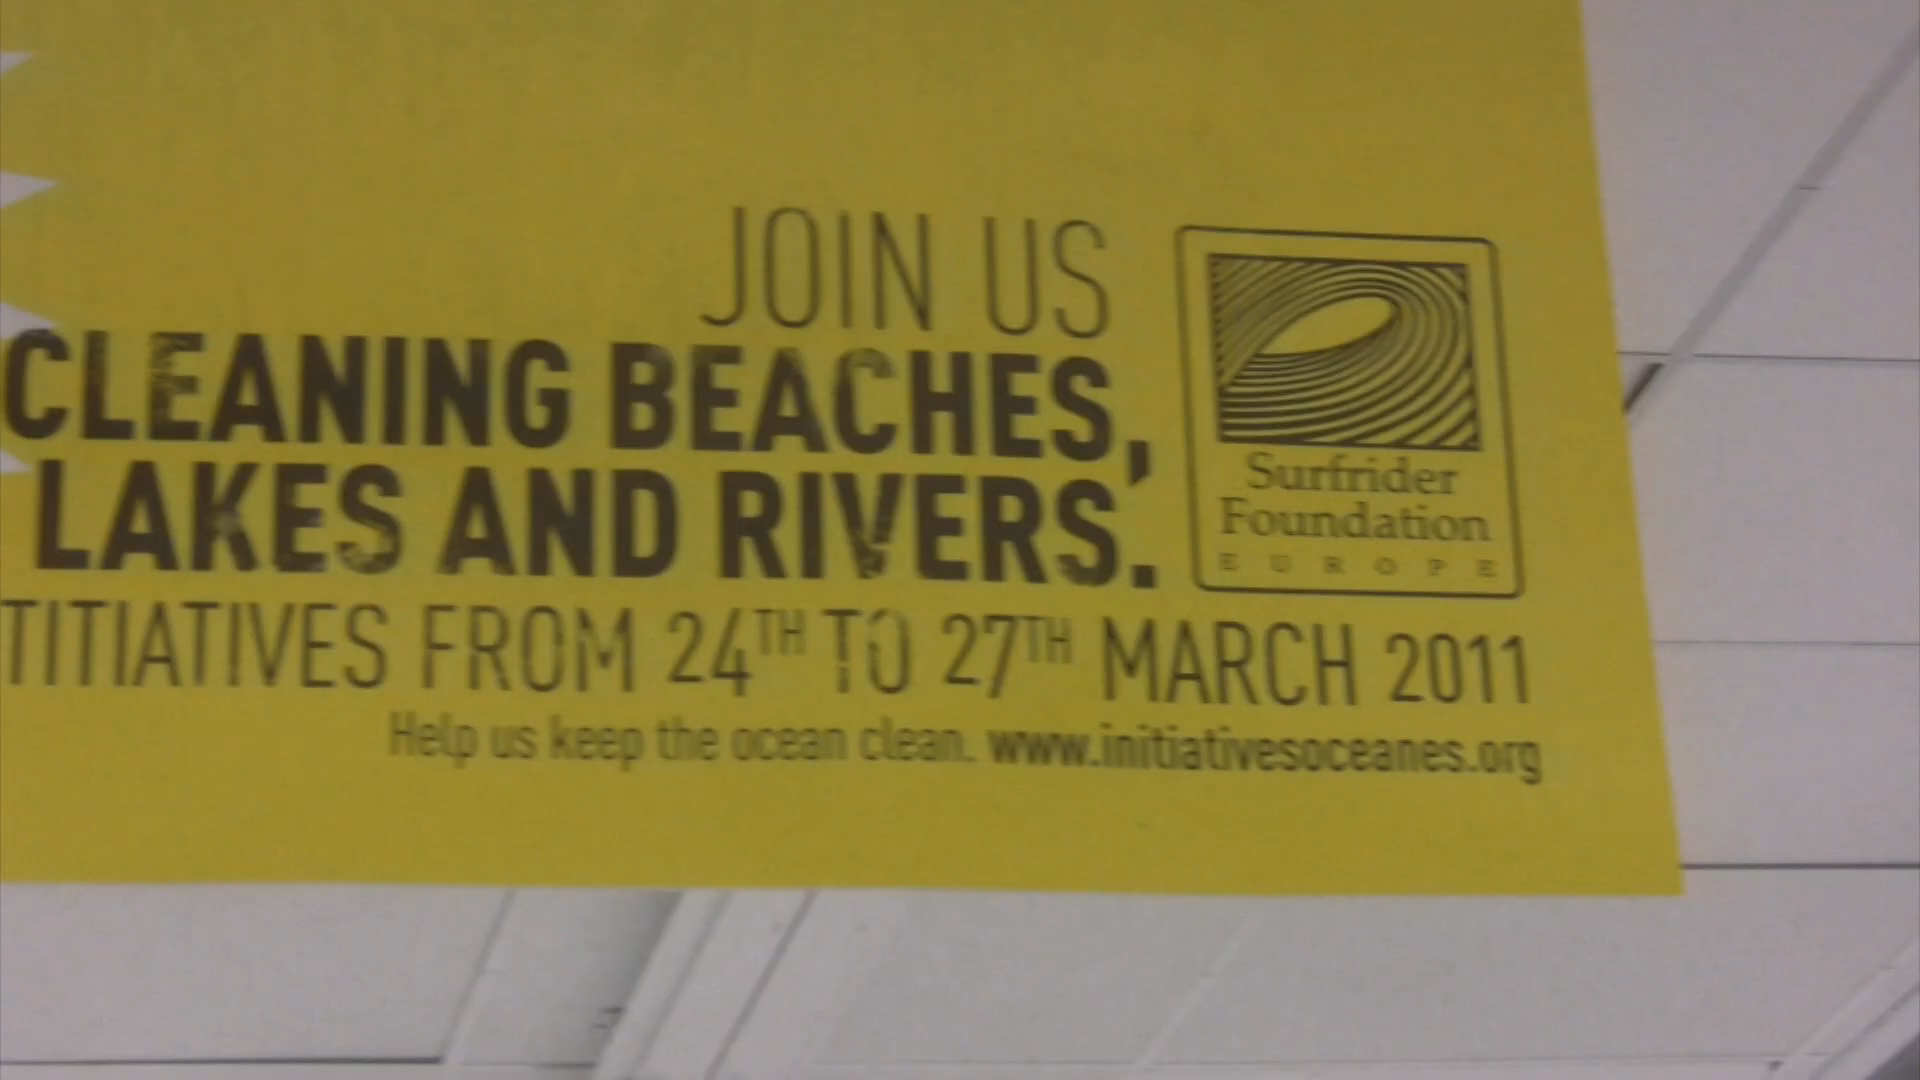 JOIN US
CLEANING BEACHES,
LAKES AND RIVERS.
TITIATIVES FROM 24TH TO 27TH MARCH 2011
Help us keep the ocean clean. www.initiativesoceanes.org
Surfrider
Foundation
EUROPE